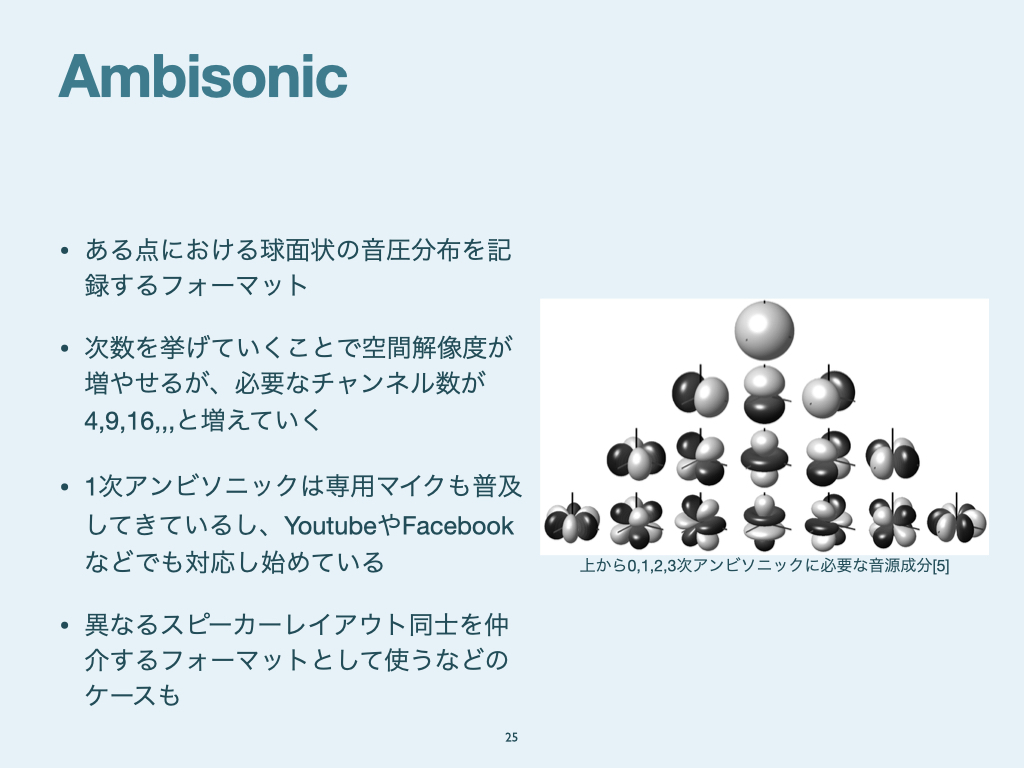 Ambisonic
• ある点における球面状の音圧分布を記
録するフォーマット
• 次数を挙げていくことで空間解像度が
増やせるが、必要なチャンネル数が
4,9,16,,,と増えていく
• 1次アンビソニックは専用マイクも普及
してきているし、YoutubeやFacebook
などでも対応し始めている
• 異なるスピーカーレイアウト同士を仲
介するフォーマットとして使うなどの
ケースも
上から0,1,2,3次アンビソニックに必要な音源成分[5]
25